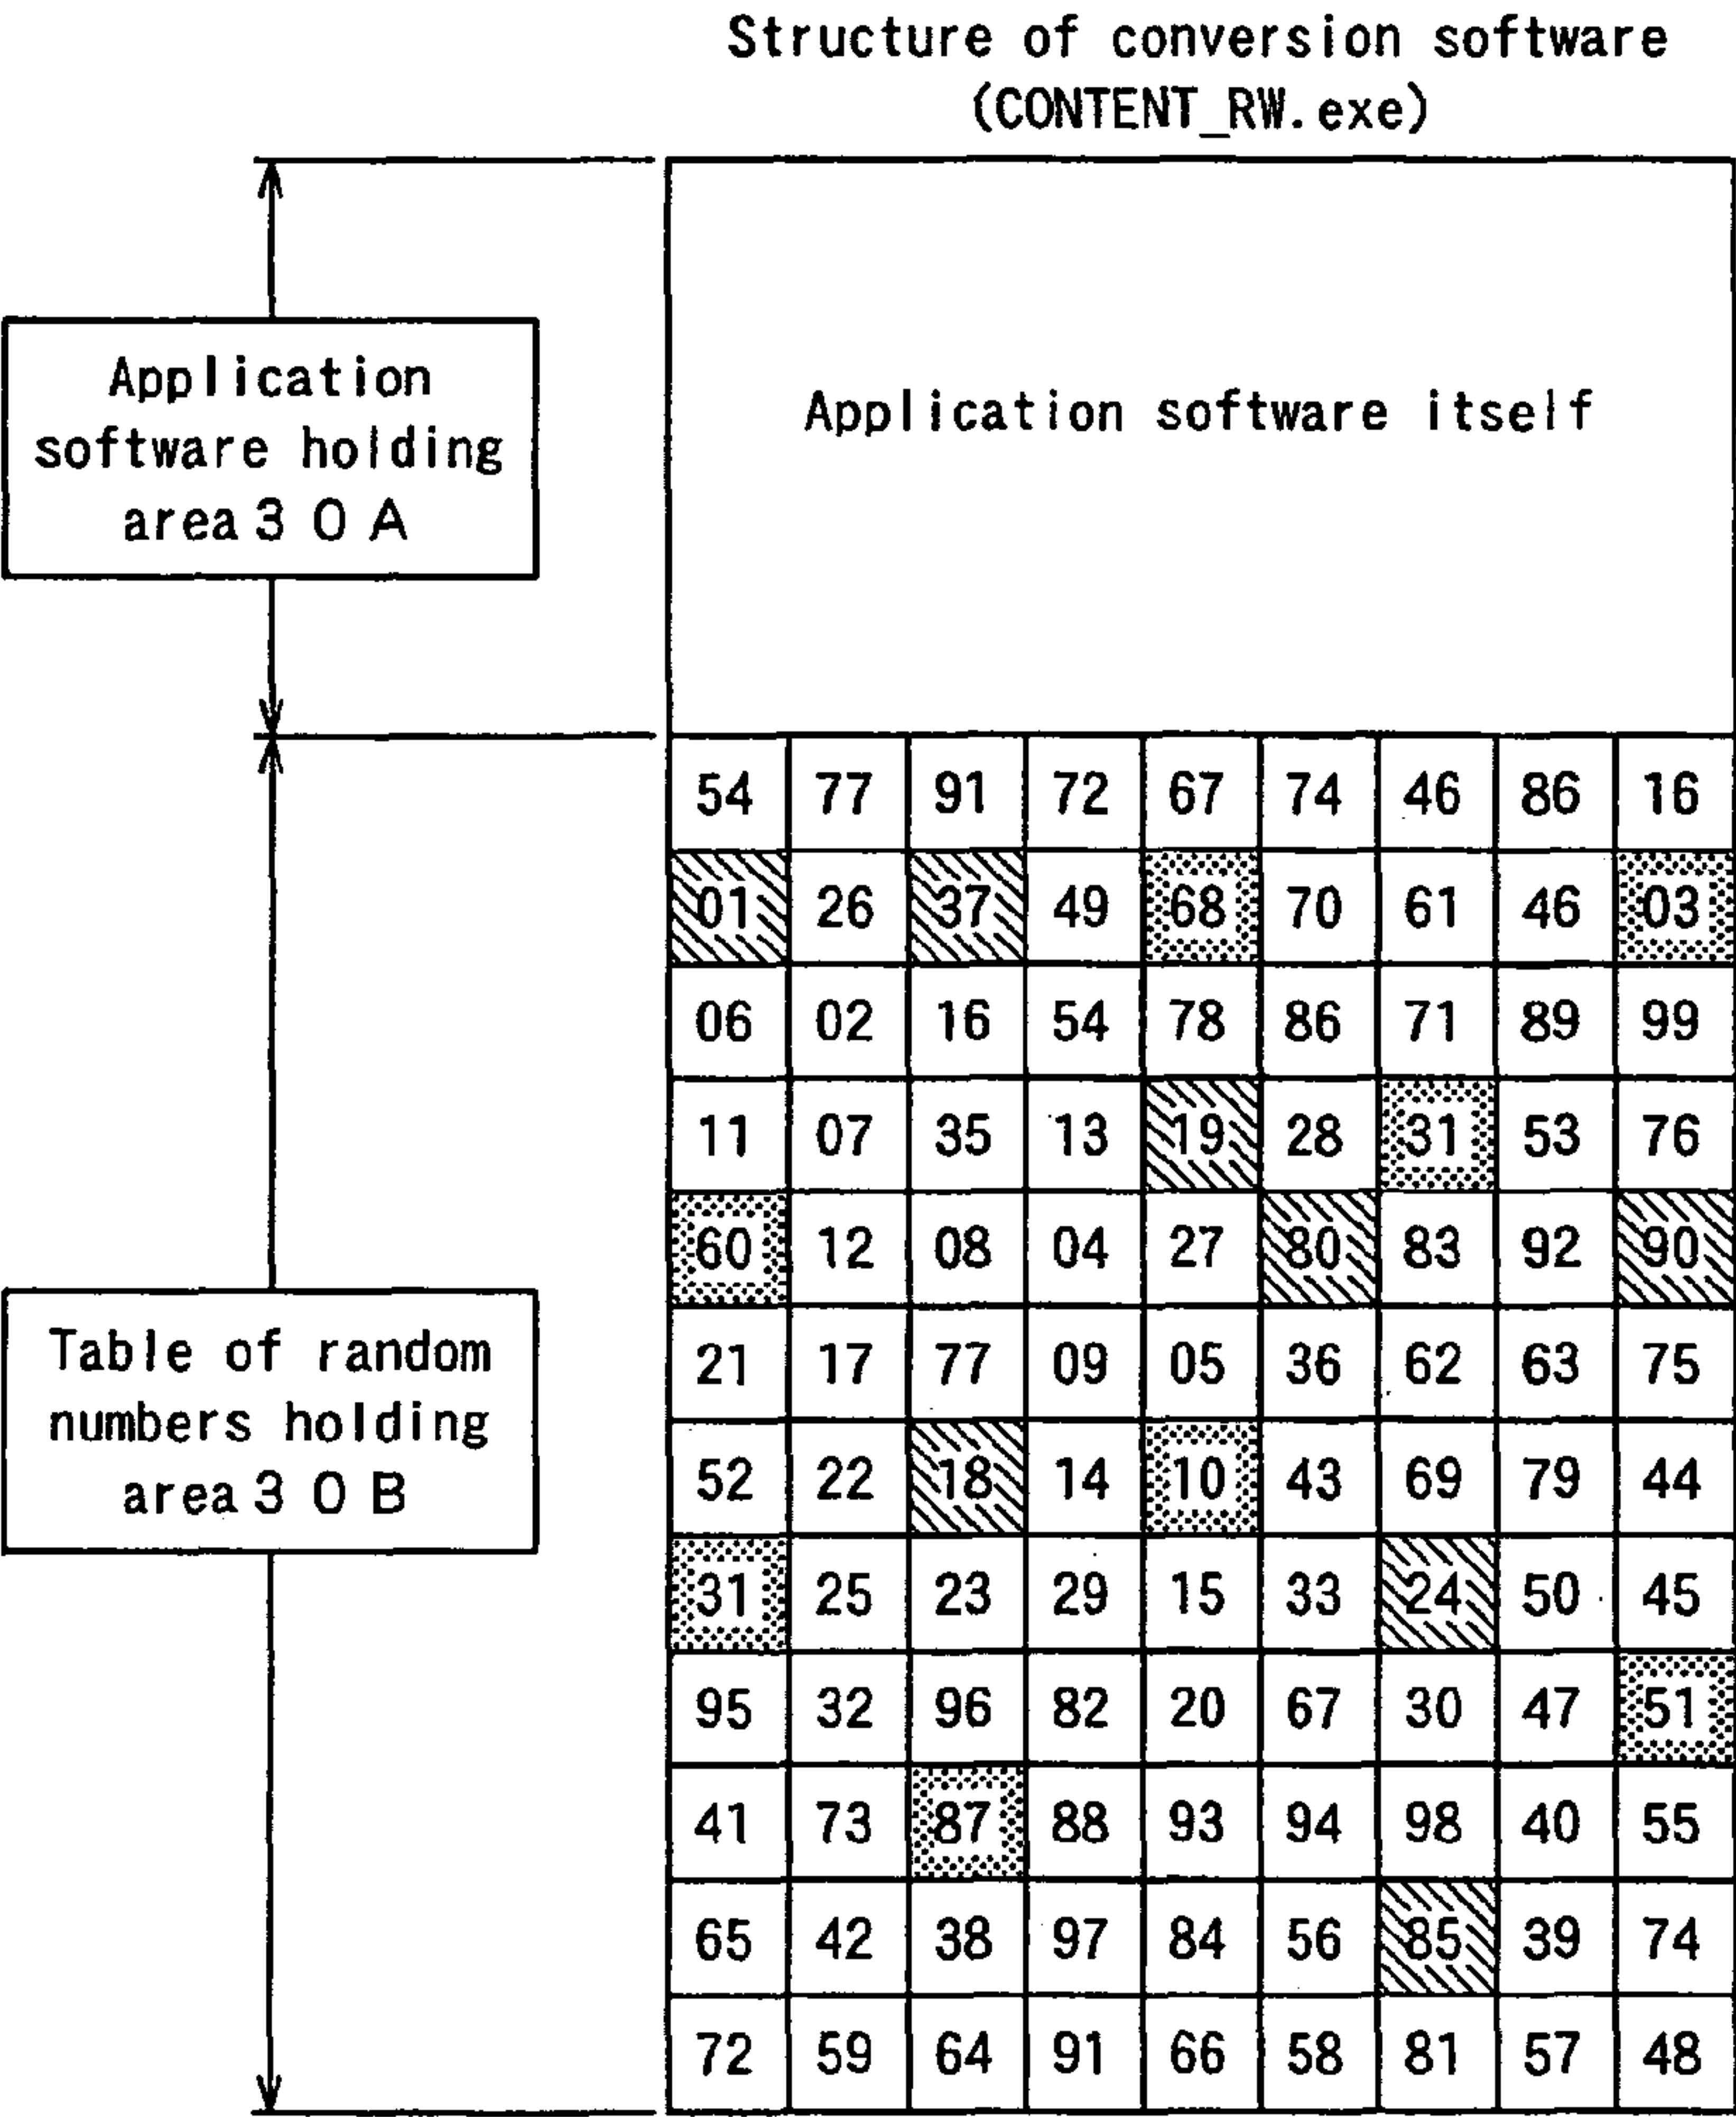 Structure of conversion software
(CONTENT_RW.exe)
Application
software holding
area30A
Application software itself
54 77 91 72 67 74 46 86 16
01 26 37 49 68 70 61 46 03
06 02 16 54 78 86 71 89 99
11 07 35 13 19 28 31 53 76
60 12 08 04 27 80 83 92 90
21 17 77 09 05 36 62 63 75
52 22 18 14 10 43 69 79 44
31 25 23 29 15 33 24 50 45
95 32 96 82 20 67 30 47 51
41 73 87 88 93 94 98 40 55
65 42 38 97 84 56 85 39 74
72 59 64 91 66 58 81 57 48
Table of random
numbers holding
area30B